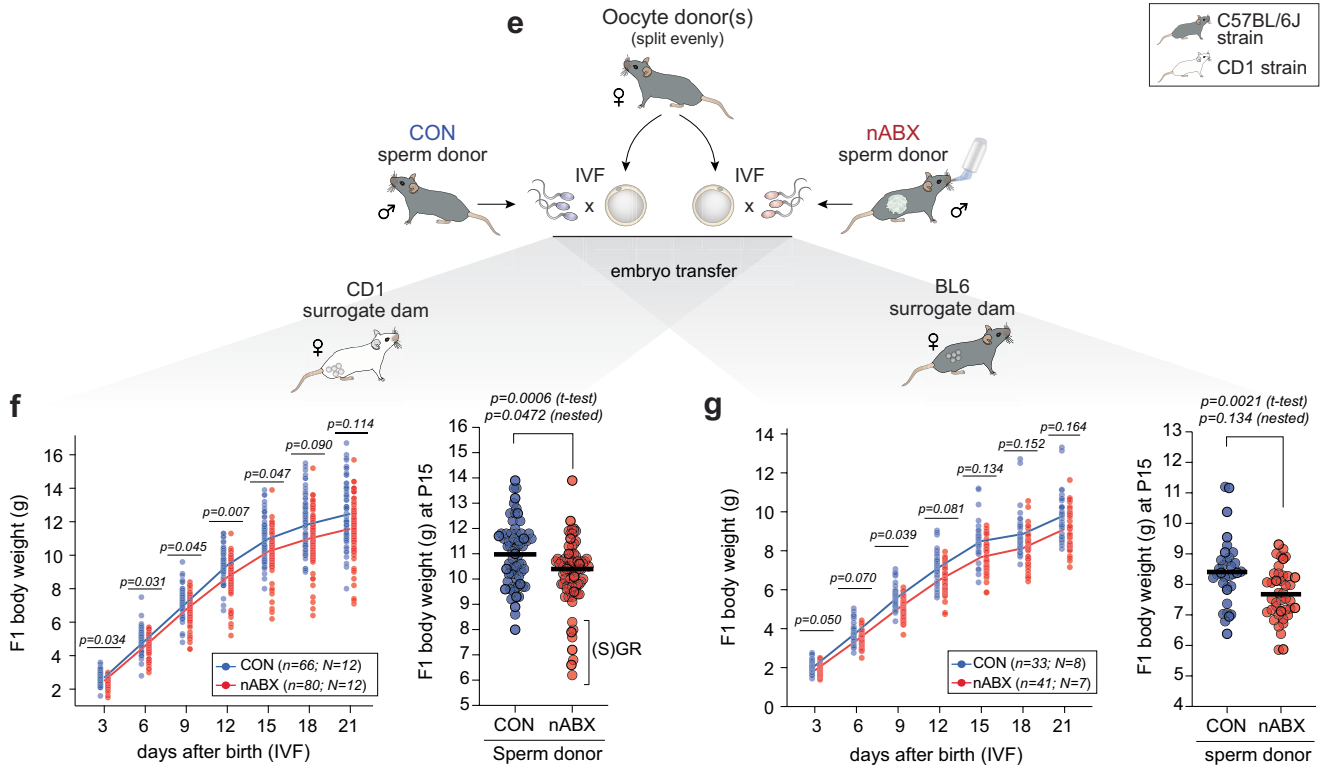 e
Oocyte donor(s)
(split evenly)
♀
C57BL/6J
strain
CD1 strain
CON
sperm donor
♂
IVF
x
IVF
x
nABX
sperm donor
♂
embryo transfer
CD1
surrogate dam
♀
BL6
surrogate dam
♀
f
F1 body weight (g)
16
14
12
10
8
6
4
2
p=0.034
p=0.031
p=0.045
p=0.007
p=0.047
p=0.090
p=0.114
CON (n=66; N=12)
nABX (n=80; N=12)
3 6 9 12 15 18 21
days after birth (IVF)
p=0.0006 (t-test)
p=0.0472 (nested)
F1 body weight (g) at P15
16
15
14
13
12
11
10
9
8
7
6
5
(S)GR
CON nABX
Sperm donor
g
F1 body weight (g)
14
12
10
8
6
4
2
0
p=0.050
p=0.070
p=0.039
p=0.081
p=0.134
p=0.152
p=0.164
CON (n=33; N=8)
nABX (n=41; N=7)
3 6 9 12 15 18 21
days after birth (IVF)
p=0.0021 (t-test)
p=0.134 (nested)
F1 body weight (g) at P15
13
12
11
10
9
8
7
6
5
4
CON nABX
sperm donor